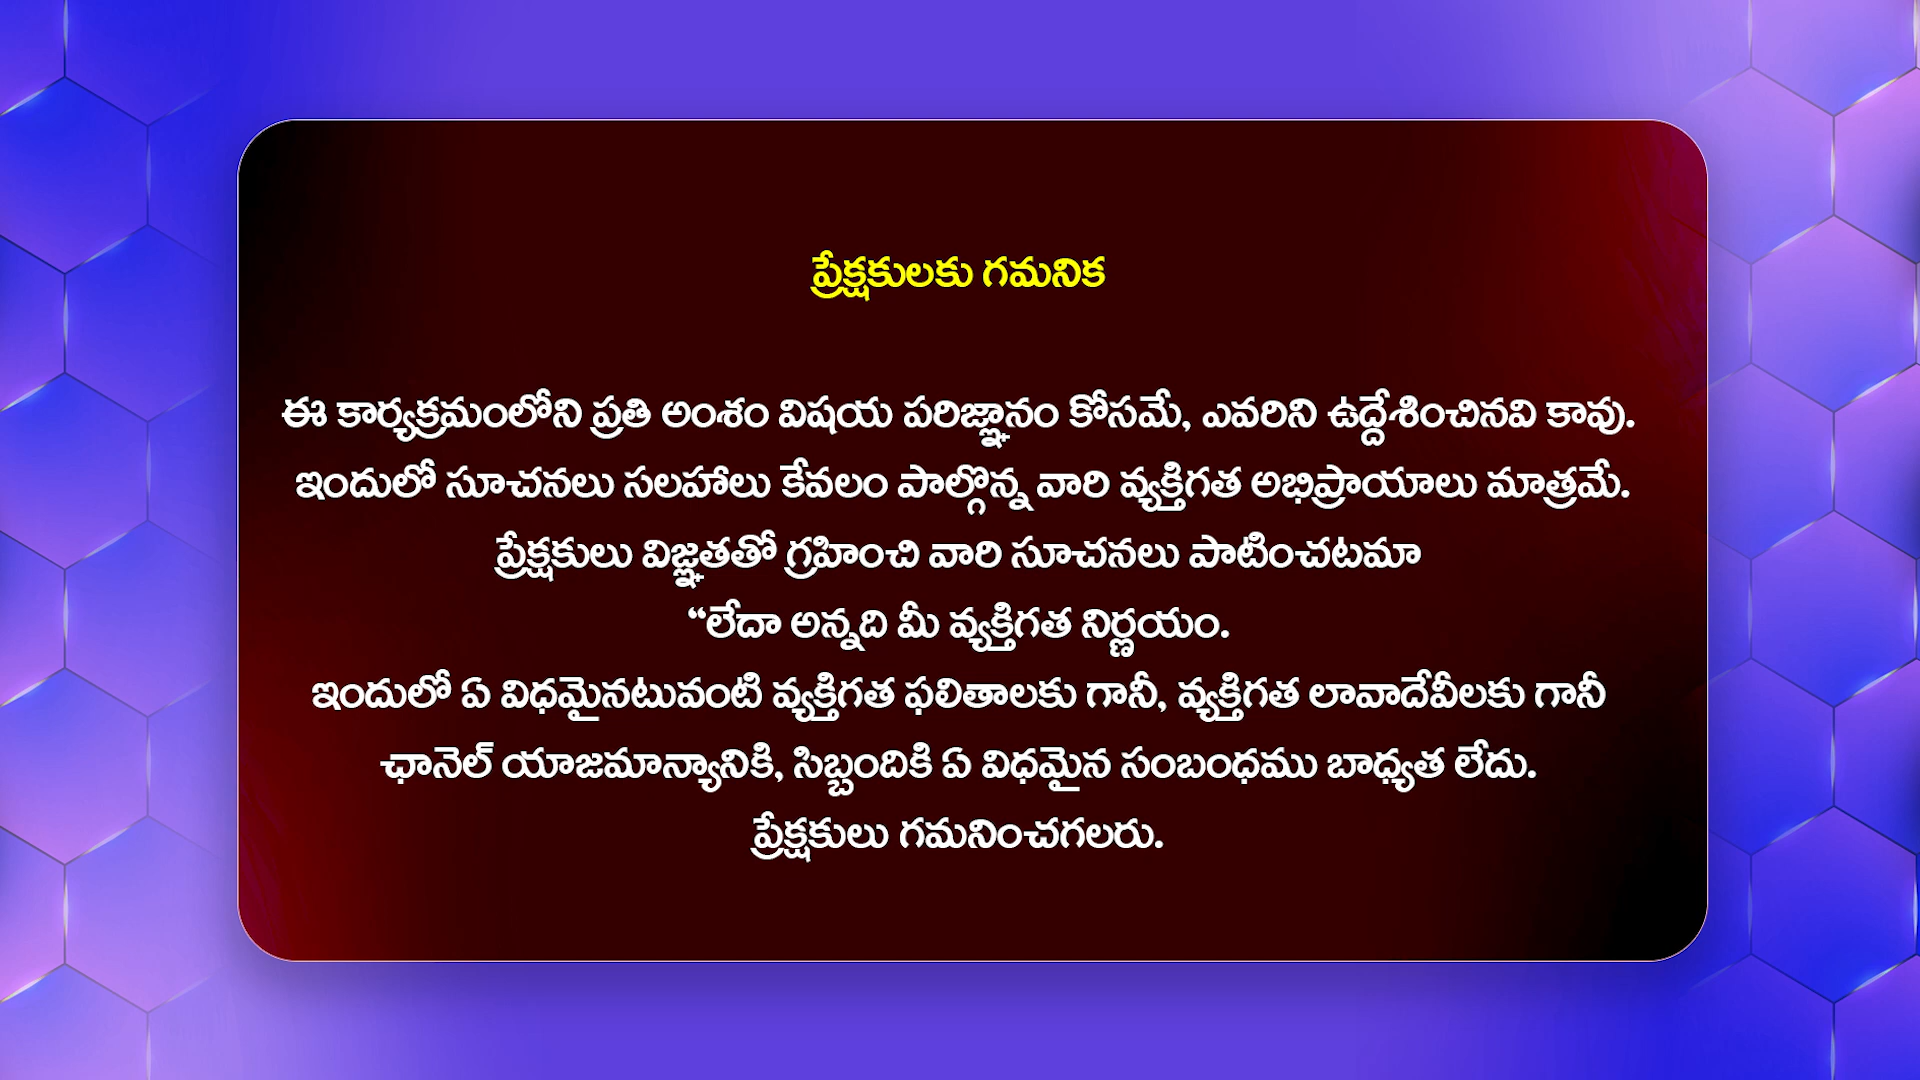 ప్రేక్షకులకు గమనిక
ఈ కార్యక్రమంలోని ప్రతి అంశం విషయ పరిజ్ఞానం కోసమే, ఎవరిని ఉద్దేశించినవి కావు.
ఇందులో సూచనలు సలహాలు కేవలం పాల్గొన్న వారి వ్యక్తిగత అభిప్రాయాలు మాత్రమే.
ప్రేక్షకులు విజ్ఞతతో గ్రహించి వారి సూచనలు పాటించటమా
“లేదా అన్నది మీ వ్యక్తిగత నిర్ణయం.
ఇందులో ఏ విధమైనటువంటి వ్యక్తిగత ఫలితాలకు గానీ, వ్యక్తిగత లావాదేవీలకు గానీ
ఛానెల్ యాజమాన్యానికి, సిబ్బందికి ఏ విధమైన సంబంధము బాధ్యత లేదు.
ప్రేక్షకులు గమనించగలరు.